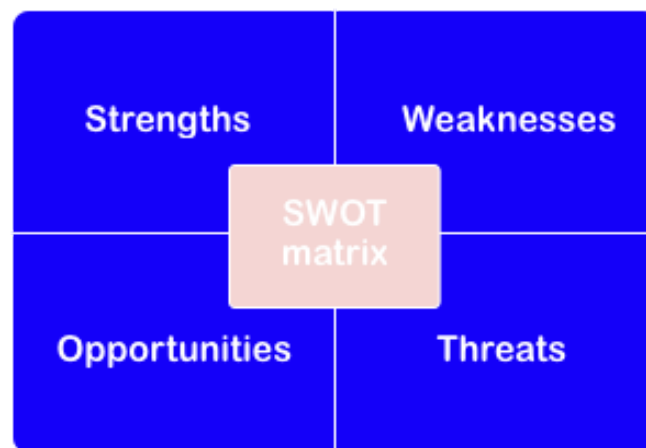 Strengths
Weaknesses
SWOT
matrix
Opportunities
Threats